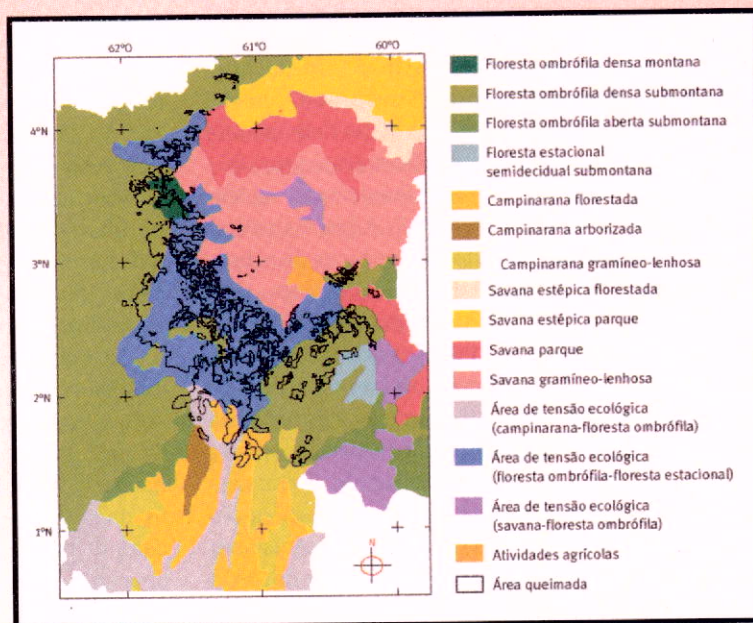 62°O 61°O 60°O
4°N
3°N
2°N
1°N
N
Floresta ombrófila densa montana
Floresta ombrófila densa submontana
Floresta ombrófila aberta submontana
Floresta estacional
semidecidual submontana
Campinarana florestada
Campinarana arborizada
Campinarana gramíneo-lenhosa
Savana estépica florestada
Savana estépica parque
Savana parque
Savana gramíneo-lenhosa
Área de tensão ecológica
(campinarana-floresta ombrófila)
Área de tensão ecológica
(floresta ombrófila-floresta estacional)
Área de tensão ecológica
(savana-floresta ombrófila)
Atividades agrícolas
Área queimada